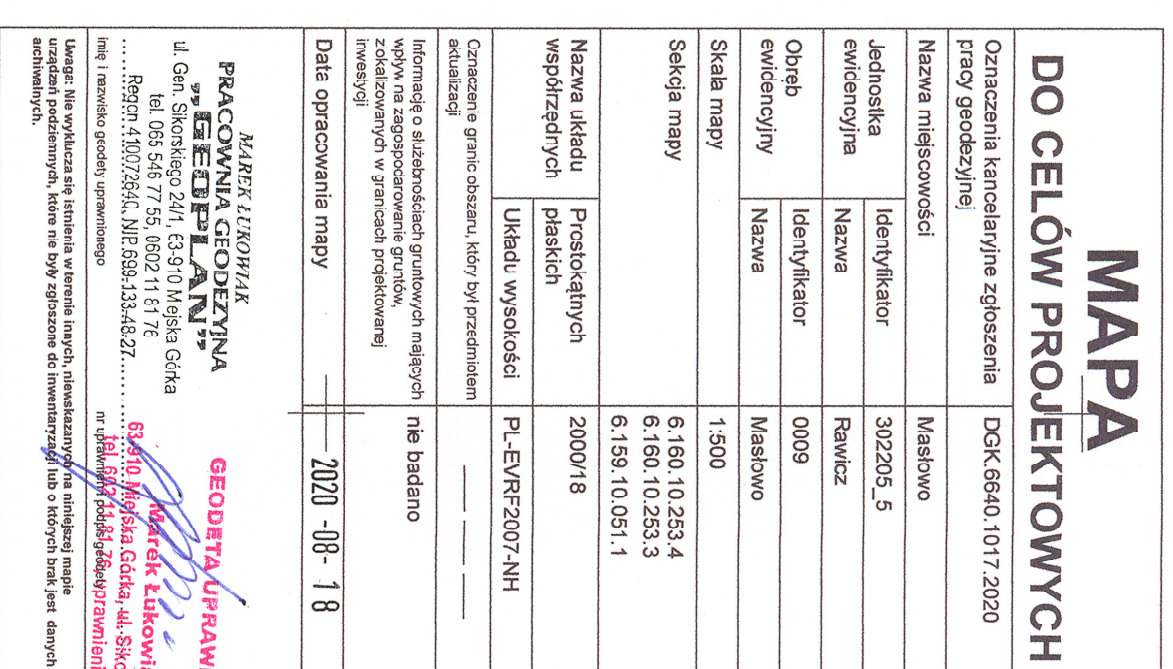 MAPA
DO CELÓW PROJEKTOWYCH
Oznaczenia kancelaryjne zgłoszenia
pracy geodezyjnej
DGK.6640.1017.2020
Nazwa miejscowości
Masłowo
Jednostka
ewidencyjna
Identyfikator
302205_5
Nazwa
Rawicz
Obręb
ewidencyjny
Identyfikator
0009
Nazwa
Masłowo
Skala mapy
1:500
Sekcja mapy
6.160.10.253.4
6.160.10.253.3
6.159.10.051.1
Nazwa układu
współrzędnych
Prostokątnych
płaskich
2000/18
Układu wysokości
PL-EVRF2007-NH
Oznaczenie granic obszaru, który był przedmiotem
aktualizacji
Informację o służebnościach gruntowych mających
wpływ na zagospodarowanie gruntów,
zokalizowanych w granicach projektowanej
inwestycji
nie badano
Data opracowania mapy
2020 -08- 18
MAREK ŁUKOWIAK
PRACOWNIA GEODEZYJNA
„GEOPLAN”
ul. Gen. Sikorskiego 24/1, 63-910 Miejska Górka
tel. 065 546 77 55, 0602 11 81 76
Regon 410072640, NIP 699-133-48-27
imię i nazwisko geodety uprawnionego
GEODETA UPRAW
Marek Łukowi
63-910 Miejska Górka, ul. Siko
tel. 602 11 81 76
nr uprawnień podpis geodety
uprawnieni
Uwaga: Nie wyklucza się istnienia w terenie innych, niewskazanych na niniejszej mapie
urządzeń podziemnych, które nie były zgłoszone do inwentaryzacji lub o których brak jest danych
archiwalnych.